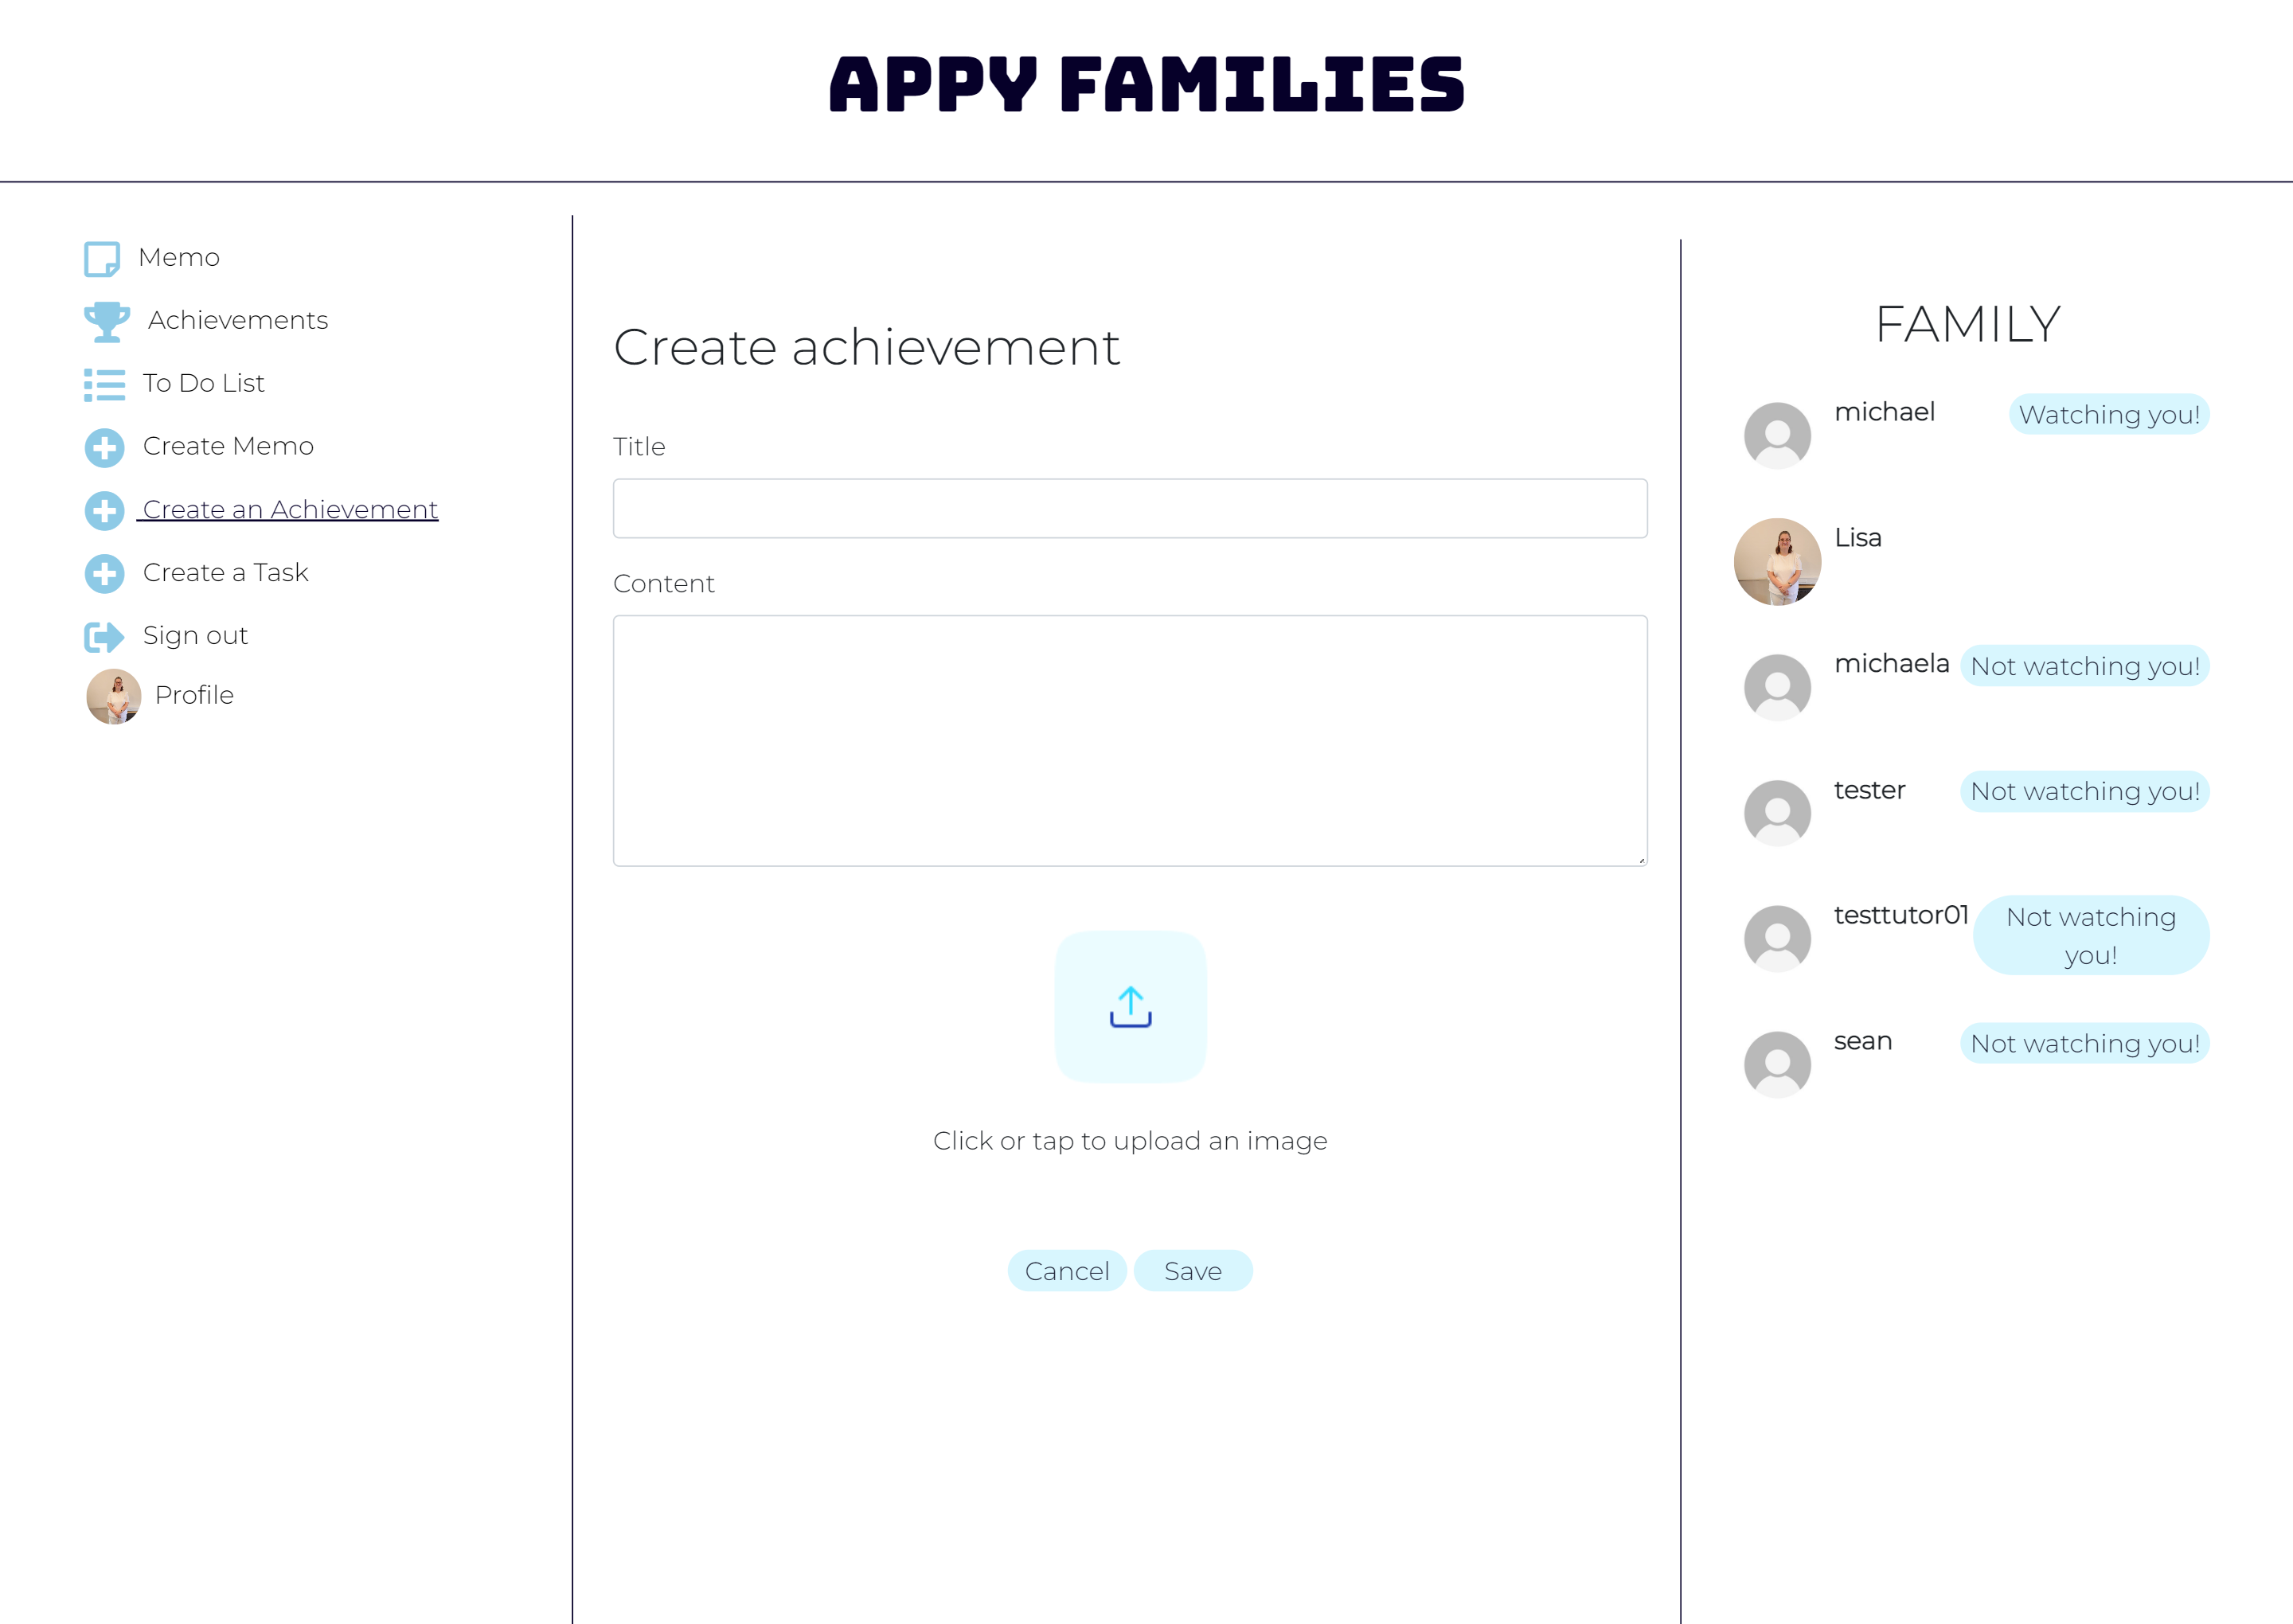 APPY FAMILIES
Memo
Achievements
To Do List
Create Memo
Create an Achievement
Create a Task
Sign out
Profile
Create achievement
Title
Content
Click or tap to upload an image
Cancel Save
FAMILY
michael Watching you!
Lisa
michaela Not watching you!
tester Not watching you!
testtutor01 Not watching
you!
sean Not watching you!